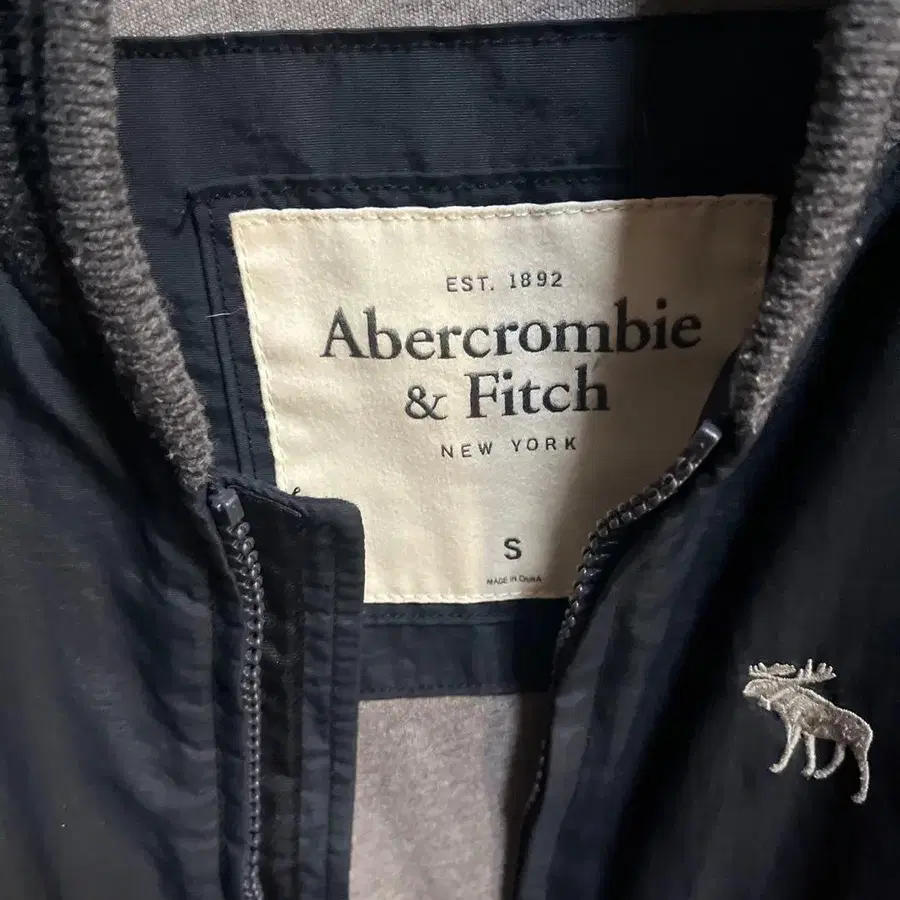 EST. 1892
Abercrombie
& Fitch
NEW YORK
S
MADE IN CHINA